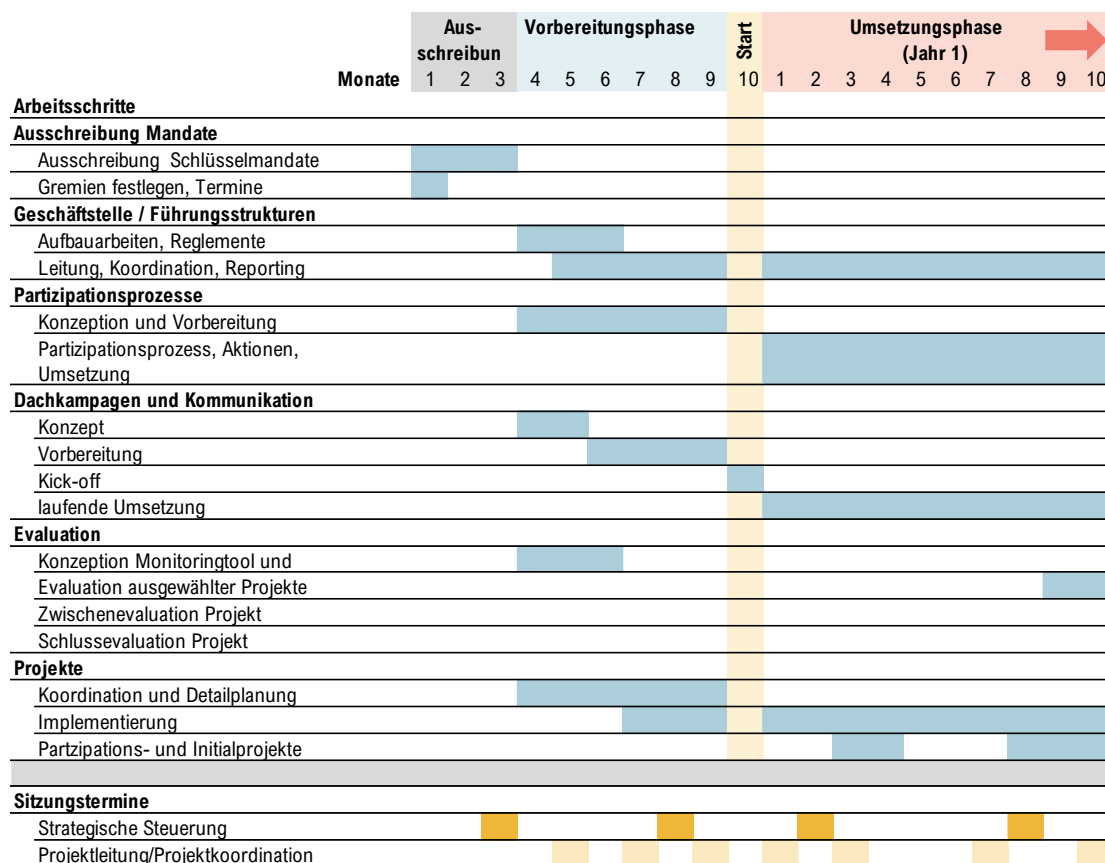 Aus-
schreibun
Vorbereitungsphase
Start
Umsetzungsphase
(Jahr 1)
Monate 1 2 3 4 5 6 7 8 9 10 1 2 3 4 5 6 7 8 9 10
Arbeitsschritte
Ausschreibung Mandate
Ausschreibung Schlüsselmandate
Gremien festlegen, Termine
Geschäftstelle / Führungsstrukturen
Aufbauarbeiten, Reglemente
Leitung, Koordination, Reporting
Partizipationsprozesse
Konzeption und Vorbereitung
Partizipationsprozess, Aktionen,
Umsetzung
Dachkampagen und Kommunikation
Konzept
Vorbereitung
Kick-off
laufende Umsetzung
Evaluation
Konzeption Monitoringtool und
Evaluation ausgewählter Projekte
Zwischenevaluation Projekt
Schlussevaluation Projekt
Projekte
Koordination und Detailplanung
Implementierung
Partzipations- und Initialprojekte
Sitzungstermine
Strategische Steuerung
Projektleitung/Projektkoordination